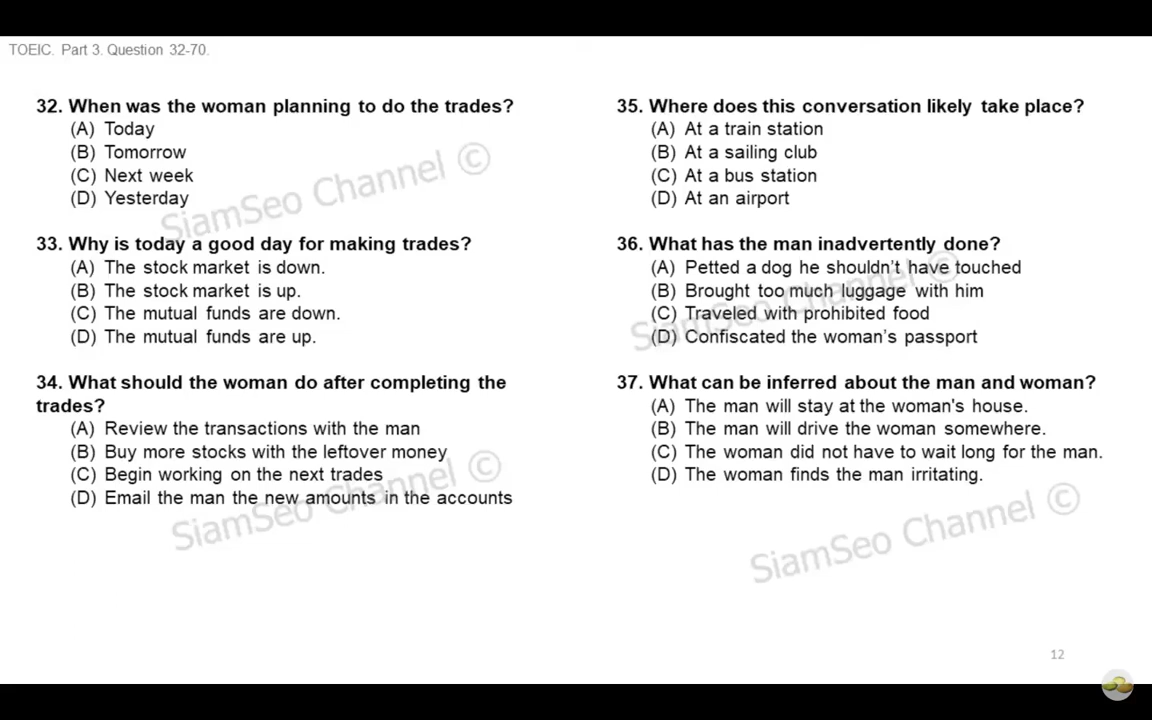 TOEIC. Part 3. Question 32-70.
32. When was the woman planning to do the trades?
(A) Today
(B) Tomorrow
(C) Next week
(D) Yesterday
33. Why is today a good day for making trades?
(A) The stock market is down.
(B) The stock market is up.
(C) The mutual funds are down.
(D) The mutual funds are up.
34. What should the woman do after completing the
trades?
(A) Review the transactions with the man
(B) Buy more stocks with the leftover money
(C) Begin working on the next trades
(D) Email the man the new amounts in the accounts
35. Where does this conversation likely take place?
(A) At a train station
(B) At a sailing club
(C) At a bus station
(D) At an airport
36. What has the man inadvertently done?
(A) Petted a dog he shouldn't have touched
(B) Brought too much luggage with him
(C) Traveled with prohibited food
(D) Confiscated the woman's passport
37. What can be inferred about the man and woman?
(A) The man will stay at the woman's house.
(B) The man will drive the woman somewhere.
(C) The woman did not have to wait long for the man.
(D) The woman finds the man irritating.
SiamSeo Channel ©
SiamSeo Channel ©
SiamSeo Channel ©
SiamSeo Channel ©
12